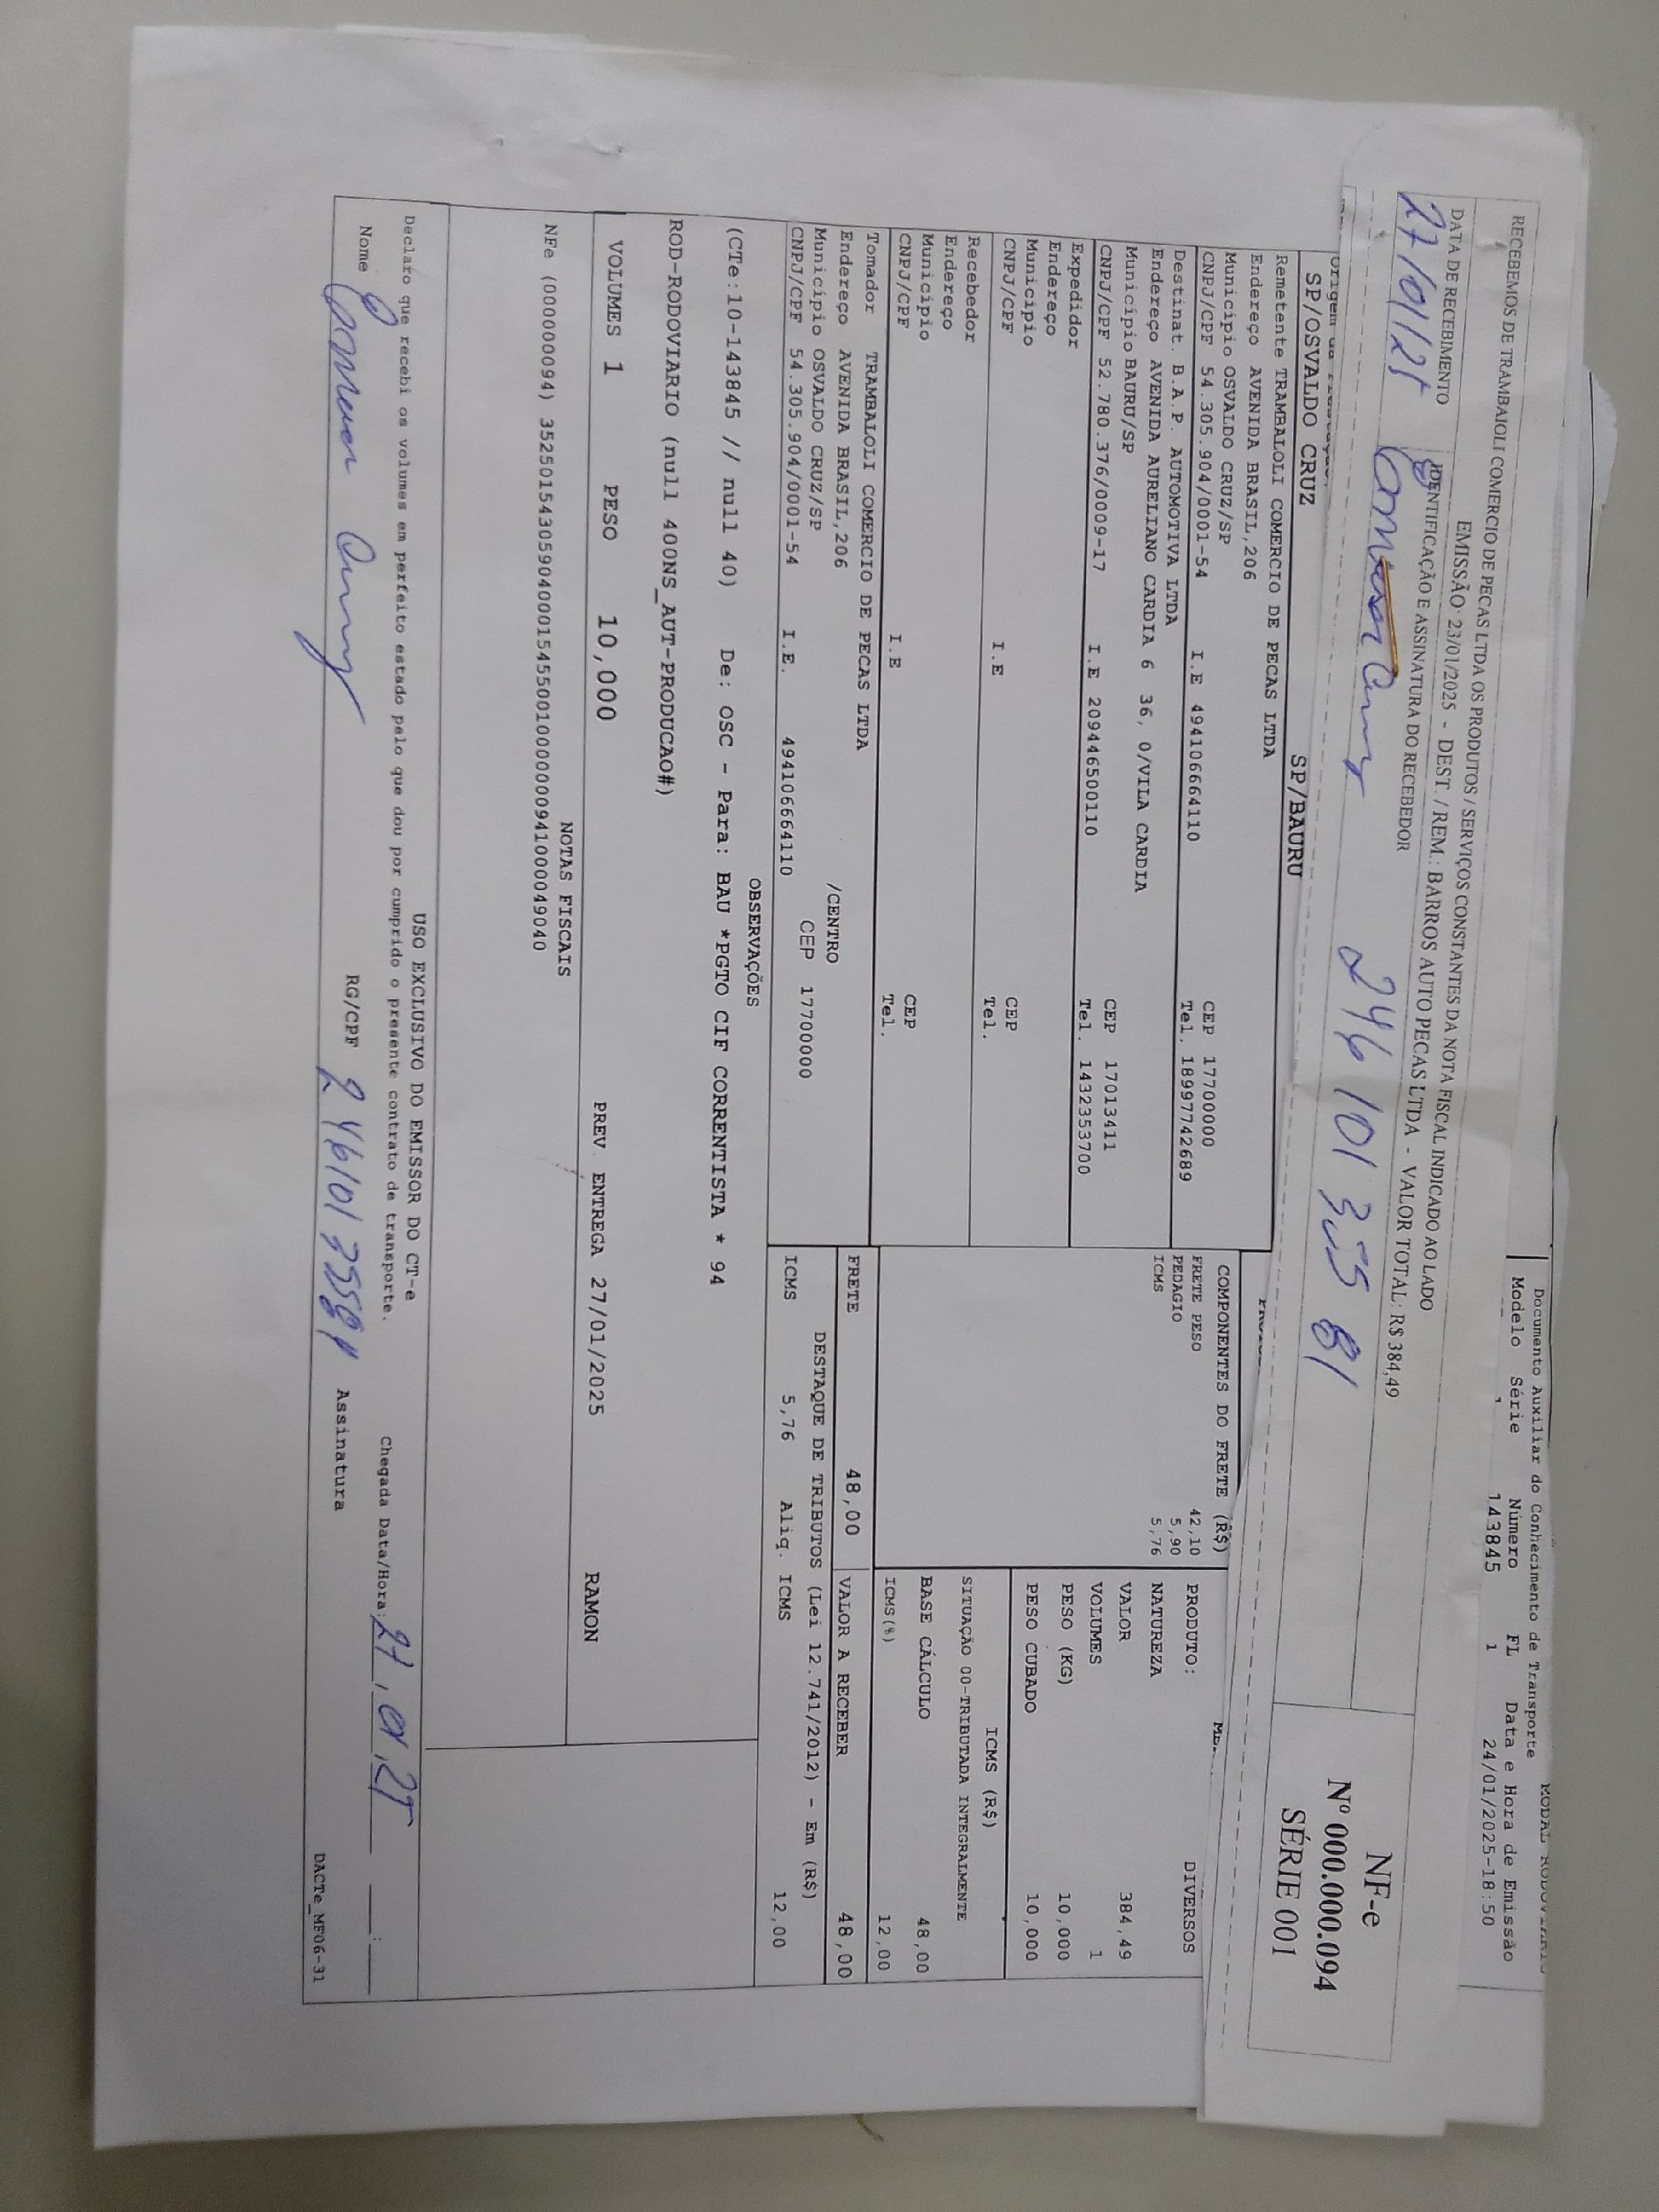 MODAL RODOVIARIO
Documento Auxiliar do Conhecimento de Transporte
Modelo Série Número FL Data e Hora de Emissão
1 143845 1 24/01/2025-18:50
RECEBEMOS DE TRAMBAIOLI COMERCIO DE PECAS LTDA OS PRODUTOS / SERVIÇOS CONSTANTES DA NOTA FISCAL INDICADO AO LADO
EMISSÃO: 23/01/2025 - DEST. / REM.: BARROS AUTO PECAS LTDA - VALOR TOTAL: R$ 384,49
DATA DE RECEBIMENTO IDENTIFICAÇÃO E ASSINATURA DO RECEBEDOR
27/01/25 246 101 355 81
NF-e
Nº 000.000.094
SÉRIE 001
SP/OSVALDO CRUZ SP/BAURU
Remetente TRAMBALOLI COMERCIO DE PECAS LTDA
Endereço AVENIDA BRASIL,206
Município OSVALDO CRUZ/SP CEP 17700000
CNPJ/CPF 54.305.904/0001-54 I.E 494106664110 Tel. 18997742689
Destinat. B.A.P. AUTOMOTIVA LTDA
Endereço AVENIDA AURELIANO CARDIA 6 36, 0/VILA CARDIA
Município BAURU/SP CEP 17013411
CNPJ/CPF 52.780.376/0009-17 I.E 209446500110 Tel. 1432353700
Expedidor
Endereço
Município CEP
CNPJ/CPF I.E Tel.
Recebedor
Endereço
Município CEP
CNPJ/CPF I.E Tel.
Tomador TRAMBALOLI COMERCIO DE PECAS LTDA
Endereço AVENIDA BRASIL,206 /CENTRO
Município OSVALDO CRUZ/SP CEP 17700000
CNPJ/CPF 54.305.904/0001-54 I.E. 494106664110
COMPONENTES DO FRETE (R$)
FRETE PESO 42,10
PEDAGIO 5,90
ICMS 5,76
PRODUTO: DIVERSOS
NATUREZA
VALOR 384,49
VOLUMES 1
PESO (KG) 10,000
PESO CUBADO 10,000
ICMS (R$)
SITUAÇÃO 00-TRIBUTADA INTEGRALMENTE
BASE CÁLCULO 48,00
ICMS(%) 12,00
FRETE 48,00 VALOR A RECEBER 48,00
DESTAQUE DE TRIBUTOS (Lei 12.741/2012) - Em (R$)
ICMS 5,76 Aliq. ICMS 12,00
OBSERVAÇÕES
(CTe:10-143845 // null 40) De: OSC - Para: BAU *PGTO CIF CORRENTISTA * 94
ROD-RODOVIARIO (null 400NS_AUT-PRODUCAO#)
VOLUMES 1 PESO 10,000 PREV. ENTREGA 27/01/2025 RAMON
NOTAS FISCAIS
NFe (000000094) 35250154305904000154550010000000941000049040
USO EXCLUSIVO DO EMISSOR DO CT-e
Declaro que recebi os volumes em perfeito estado pelo que dou por cumprido o presente contrato de transporte. Chegada Data/Hora: 27,01,25 :
Nome RG/CPF 246101355 81 Assinatura
DACTe_MF06-31